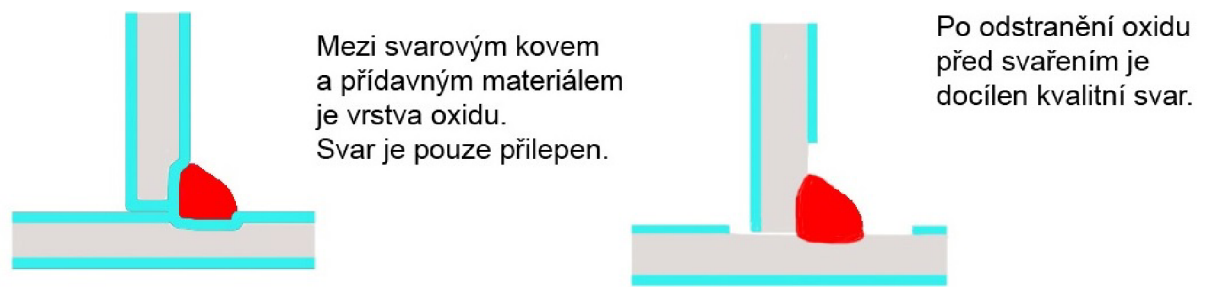 Mezi svarovým kovem
a přídavným materiálem
je vrstva oxidu.
Svar je pouze přilepen.
Po odstranění oxidu
před svařením je
docílen kvalitní svar.